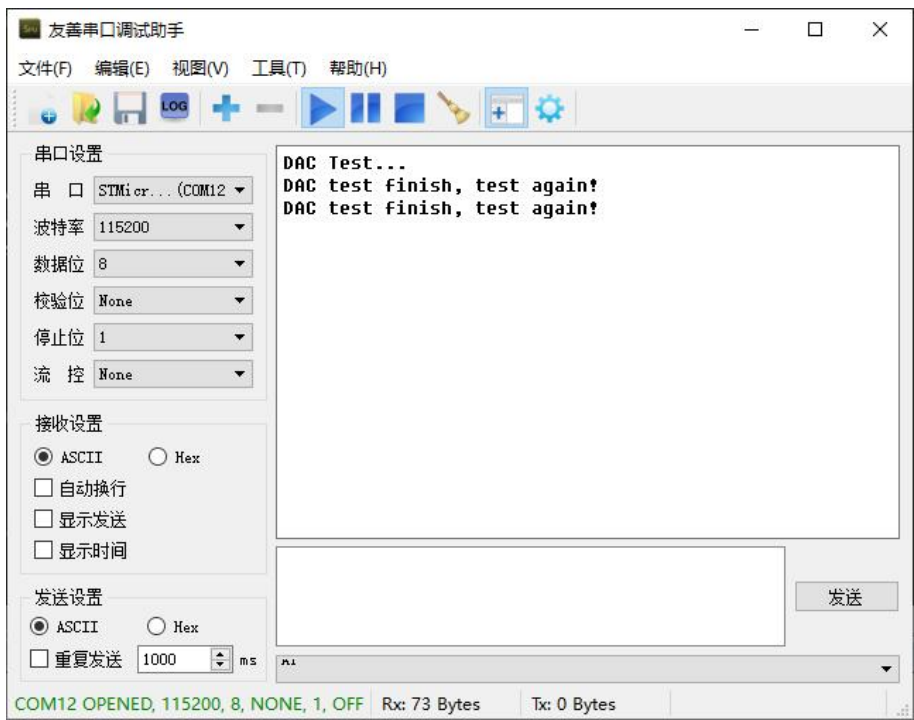 友善串口调试助手
文件(F) 编辑(E) 视图(V) 工具(T) 帮助(H)
LOG
串口设置
串 口 STMicr...(COM12
波特率 115200
数据位 8
校验位 None
停止位 1
流 控 None
接收设置
ASCII Hex
自动换行
显示发送
显示时间
发送设置
ASCII Hex
重复发送 1000 ms
DAC Test...
DAC test finish, test again!
DAC test finish, test again!
发送
COM12 OPENED, 115200, 8, NONE, 1, OFF Rx: 73 Bytes Tx: 0 Bytes